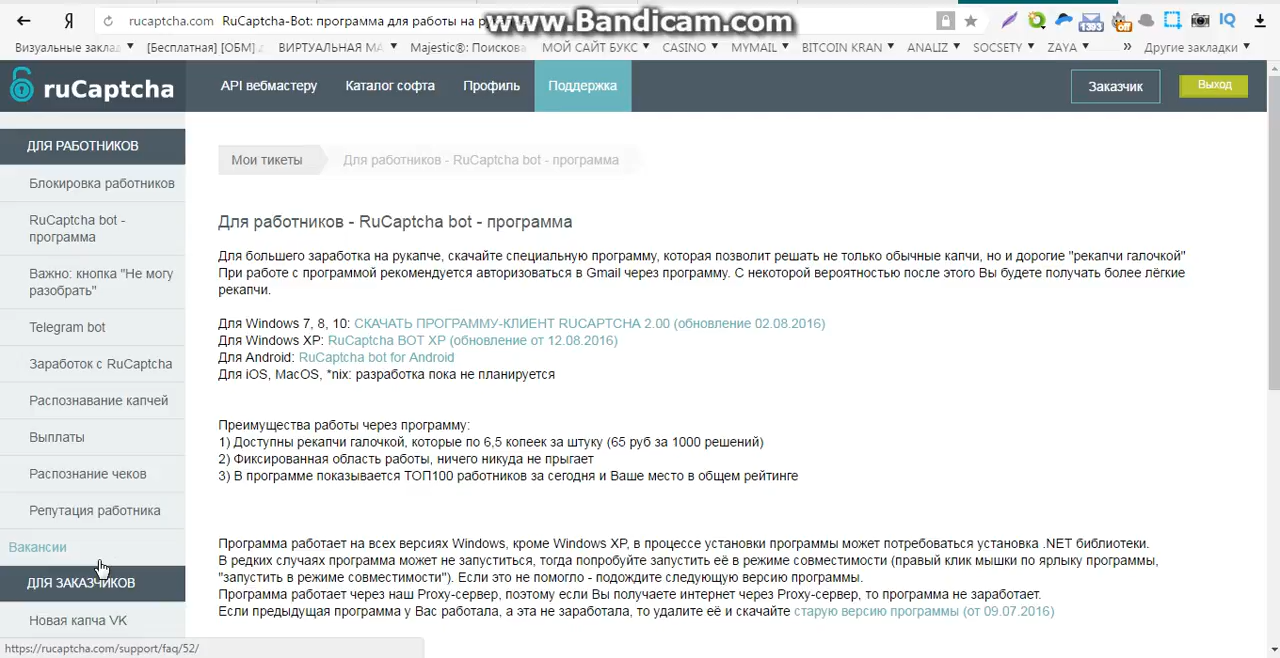 rucaptcha.com RuCaptcha-Bot: программа для работы на р
www.Bandicam.com
1393
off
IQ
Визуальные заклад
[Бесплатная] [ОБМ]
ВИРТУАЛЬНАЯ МА
Majestic®: Поискова
МОЙ САЙТ БУКС
CASINO
MYMAIL
BITCOIN KRAN
ANALIZ
SOCSETY
ZAYA
» Другие закладки
ruCaptcha
API вебмастеру
Каталог софта
Профиль
Поддержка
Заказчик
Выход
ДЛЯ РАБОТНИКОВ
Блокировка работников
RuCaptcha bot -
программа
Важно: кнопка "Не могу
разобрать"
Telegram bot
Заработок с RuCaptcha
Распознавание капчей
Выплаты
Распознание чеков
Репутация работника
Вакансии
ДЛЯ ЗАКАЗЧИКОВ
Новая капча VK
https://rucaptcha.com/support/faq/52/
Мои тикеты
Для работников - RuCaptcha bot - программа
Для работников - RuCaptcha bot - программа
Для большего заработка на рукапче, скачайте специальную программу, которая позволит решать не только обычные капчи, но и дорогие "рекапчи галочкой"
При работе с программой рекомендуется авторизоваться в Gmail через программу. С некоторой вероятностью после этого Вы будете получать более лёгкие
рекапчи.
Для Windows 7, 8, 10: СКАЧАТЬ ПРОГРАММУ-КЛИЕНТ RUCAPTCHA 2.00 (обновление 02.08.2016)
Для Windows XP: RuCaptcha BOT XP (обновление от 12.08.2016)
Для Android: RuCaptcha bot for Android
Для iOS, MacOS, *nix: разработка пока не планируется
Преимущества работы через программу:
1) Доступны рекапчи галочкой, которые по 6,5 копеек за штуку (65 руб за 1000 решений)
2) Фиксированная область работы, ничего никуда не прыгает
3) В программе показывается ТОП100 работников за сегодня и Ваше место в общем рейтинге
Программа работает на всех версиях Windows, кроме Windows XP, в процессе установки программы может потребоваться установка .NET библиотеки.
В редких случаях программа может не запуститься, тогда попробуйте запустить её в режиме совместимости (правый клик мышки по ярлыку программы,
"запустить в режиме совместимости"). Если это не помогло - подождите следующую версию программы.
Программа работает через наш Proxy-сервер, поэтому если Вы получаете интернет через Proxy-сервер, то программа не заработает.
Если предыдущая программа у Вас работала, а эта не заработала, то удалите её и скачайте старую версию программы (от 09.07.2016)